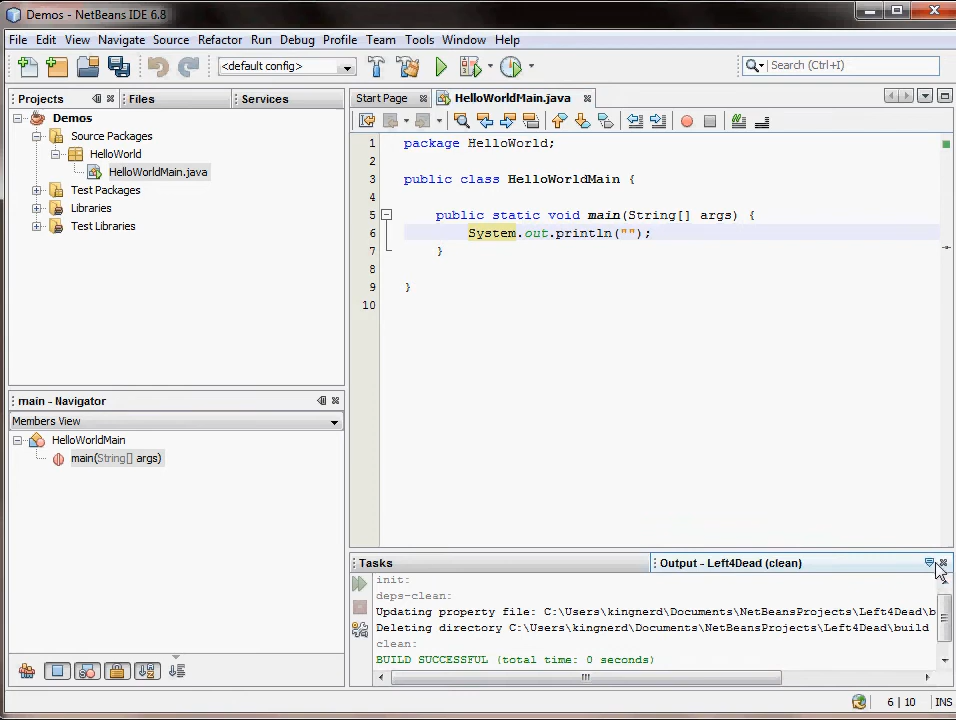 Demos - NetBeans IDE 6.8
File Edit View Navigate Source Refactor Run Debug Profile Team Tools Window Help
<default config>
Search (Ctrl+I)
Projects
Files
Services
Demos
Source Packages
HelloWorld
HelloWorldMain.java
Test Packages
Libraries
Test Libraries
main - Navigator
Members View
HelloWorldMain
main(String[] args)
Start Page
HelloWorldMain.java
1 package HelloWorld;
2
3 public class HelloWorldMain {
4
5 public static void main(String[] args) {
6 System.out.println("");
7 }
8
9 }
10
Tasks
Output - Left4Dead (clean)
init:
deps-clean:
Updating property file: C:\Users\kingnerd\Documents\NetBeansProjects\Left4Dead\b
Deleting directory C:\Users\kingnerd\Documents\NetBeansProjects\Left4Dead\build
clean:
BUILD SUCCESSFUL (total time: 0 seconds)
6 | 10 INS